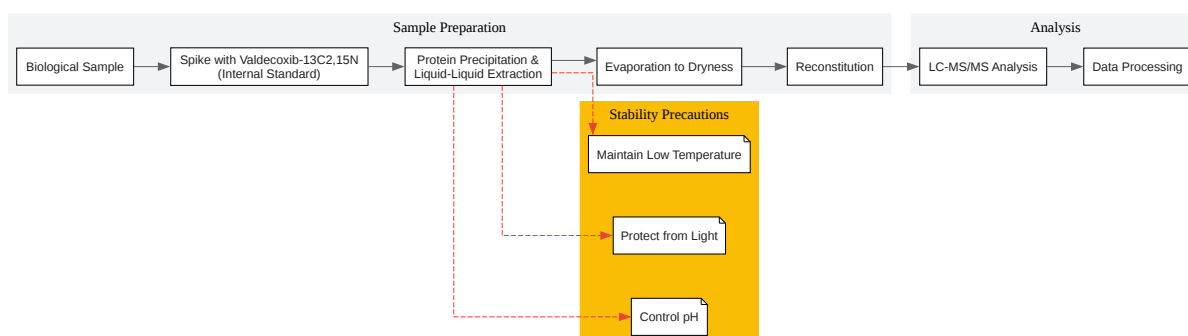 Sample Preparation
Analysis
Biological Sample
Spike with Valdecoxib-13C2,15N
(Internal Standard)
Protein Precipitation &
Liquid-Liquid Extraction
Evaporation to Dryness
Reconstitution
LC-MS/MS Analysis
Data Processing
Stability Precautions
Maintain Low Temperature
Protect from Light
Control pH